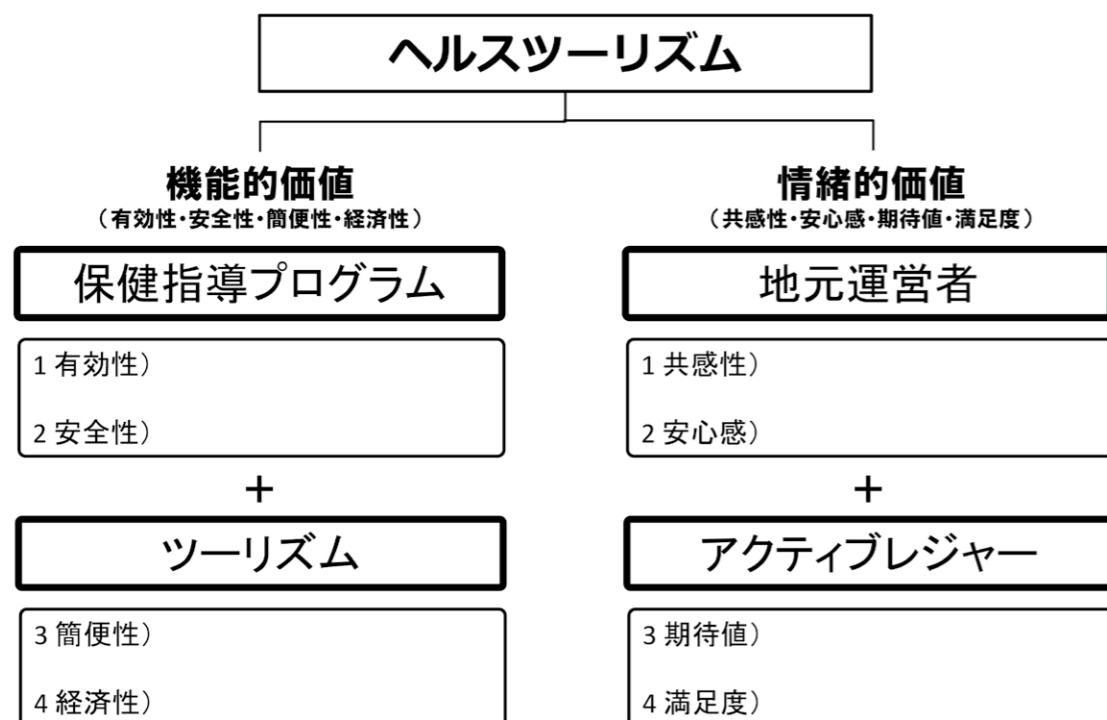 ヘルスツーリズム
機能的価値
（有効性・安全性・簡便性・経済性）
保健指導プログラム
1 有効性）
2 安全性）
+
ツーリズム
3 簡便性）
4 経済性）
情緒的価値
（共感性・安心感・期待値・満足度）
地元運営者
1 共感性）
2 安心感）
+
アクティブレジャー
3 期待値）
4 満足度）